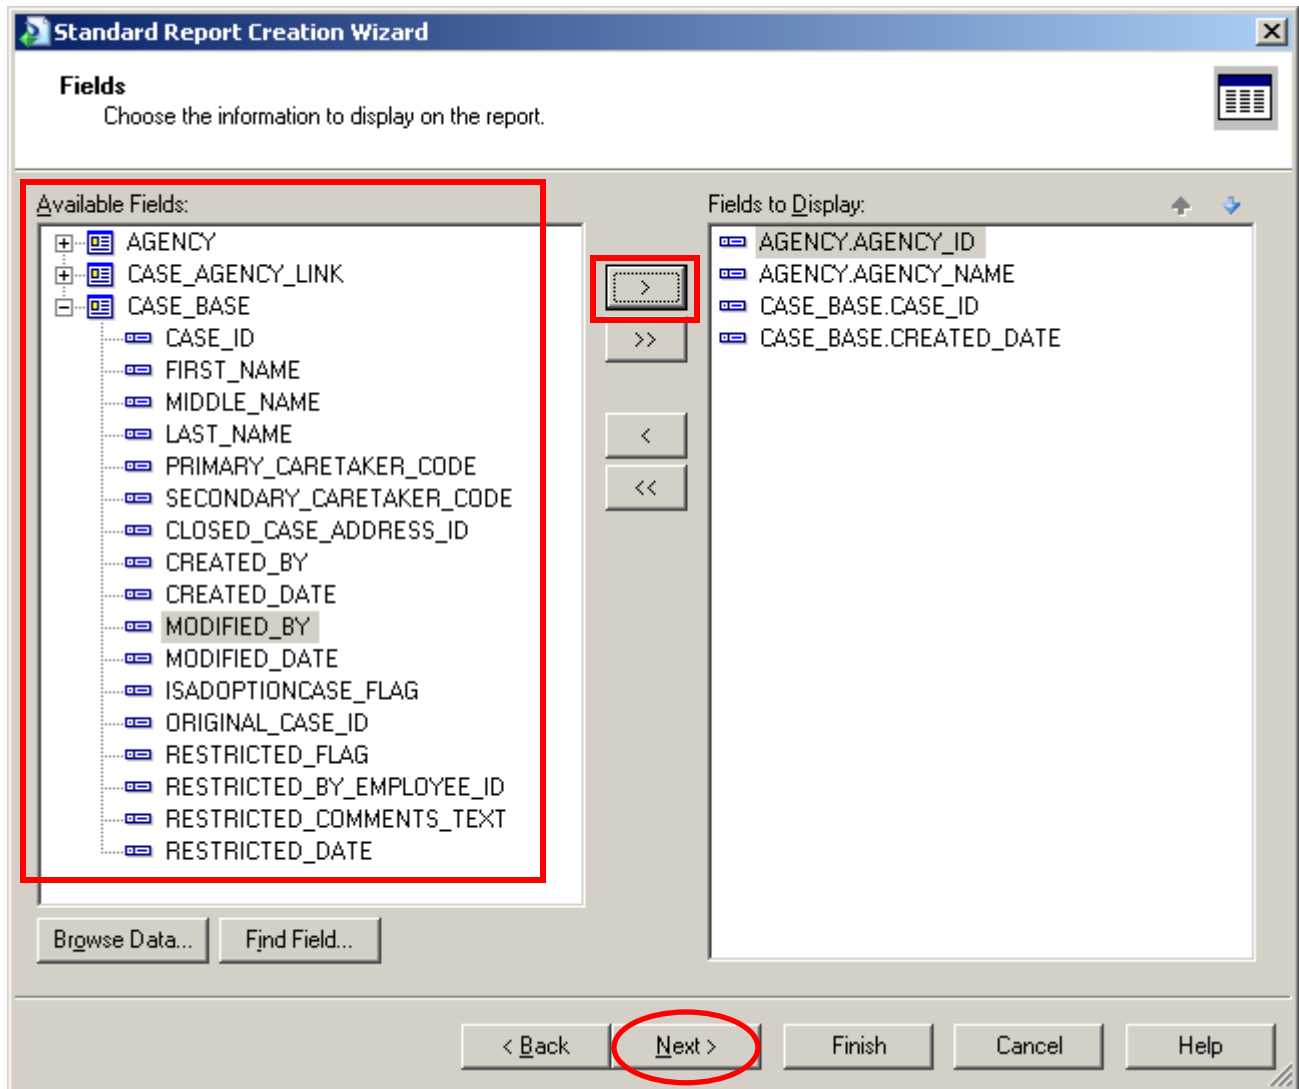 Standard Report Creation Wizard
Fields
Choose the information to display on the report.
Available Fields:
AGENCY
CASE_AGENCY_LINK
CASE_BASE
CASE_ID
FIRST_NAME
MIDDLE_NAME
LAST_NAME
PRIMARY_CARETAKER_CODE
SECONDARY_CARETAKER_CODE
CLOSED_CASE_ADDRESS_ID
CREATED_BY
CREATED_DATE
MODIFIED_BY
MODIFIED_DATE
ISADOPTIONCASE_FLAG
ORIGINAL_CASE_ID
RESTRICTED_FLAG
RESTRICTED_BY_EMPLOYEE_ID
RESTRICTED_COMMENTS_TEXT
RESTRICTED_DATE
Browse Data...
Find Field...
>
>>
<
<<
Fields to Display:
AGENCY.AGENCY_ID
AGENCY.AGENCY_NAME
CASE_BASE.CASE_ID
CASE_BASE.CREATED_DATE
< Back
Next >
Finish
Cancel
Help